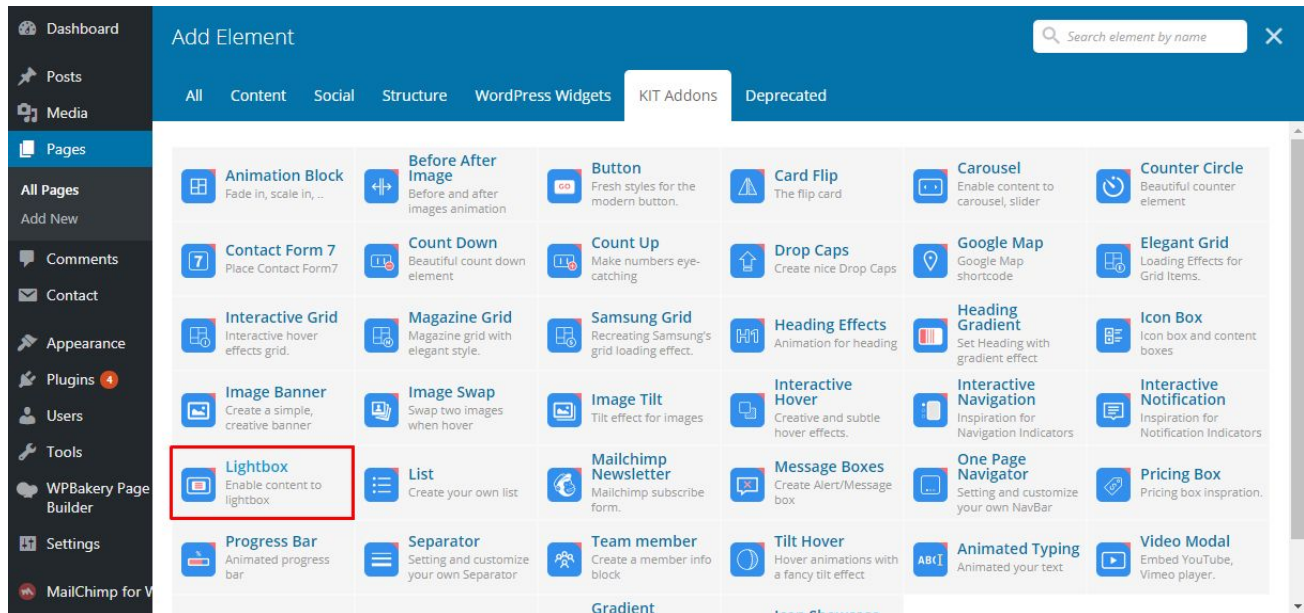 Dashboard
Posts
Media
Pages
All Pages
Add New
Comments
Contact
Appearance
Plugins 4
Users
Tools
WPBakery Page
Builder
Settings
MailChimp for W
Add Element
Search element by name
All Content Social Structure WordPress Widgets KIT Addons Deprecated
Animation Block
Fade in, scale in, ..
Before After
Image
Before and after
images animation
GO
Button
Fresh styles for the
modern button.
Card Flip
The flip card
Carousel
Enable content to
carousel, slider
Counter Circle
Beautiful counter
element
7
Contact Form 7
Place Contact Form7
Count Down
Beautiful count down
element
Count Up
Make numbers eye-
catching
Drop Caps
Create nice Drop Caps
Google Map
Google Map
shortcode
Elegant Grid
Loading Effects for
Grid Items.
Interactive Grid
Interactive hover
effects grid.
Magazine Grid
Magazine grid with
elegant style.
Samsung Grid
Recreating Samsung's
grid loading effect.
H1
Heading Effects
Animation for heading
Heading
Gradient
Set Heading with
gradient effect
Icon Box
Icon box and content
boxes
Image Banner
Create a simple,
creative banner
Image Swap
Swap two images
when hover
Image Tilt
Tilt effect for images
Interactive
Hover
Creative and subtle
hover effects.
Interactive
Navigation
Inspiration for
Navigation Indicators
Interactive
Notification
Inspiration for
Notification Indicators
Lightbox
Enable content to
lightbox
List
Create your own list
Mailchimp
Newsletter
Mailchimp subscribe
form.
Message Boxes
Create Alert/Message
box
One Page
Navigator
Setting and customize
your own NavBar
Pricing Box
Pricing box inspration.
Progress Bar
Animated progress
bar
Separator
Setting and customize
your own Separator
Team member
Create a member info
block
Tilt Hover
Hover animations with
a fancy tilt effect
ABC
Animated Typing
Animated your text
Video Modal
Embed YouTube,
Vimeo player.
Gradient
Icon Showcase